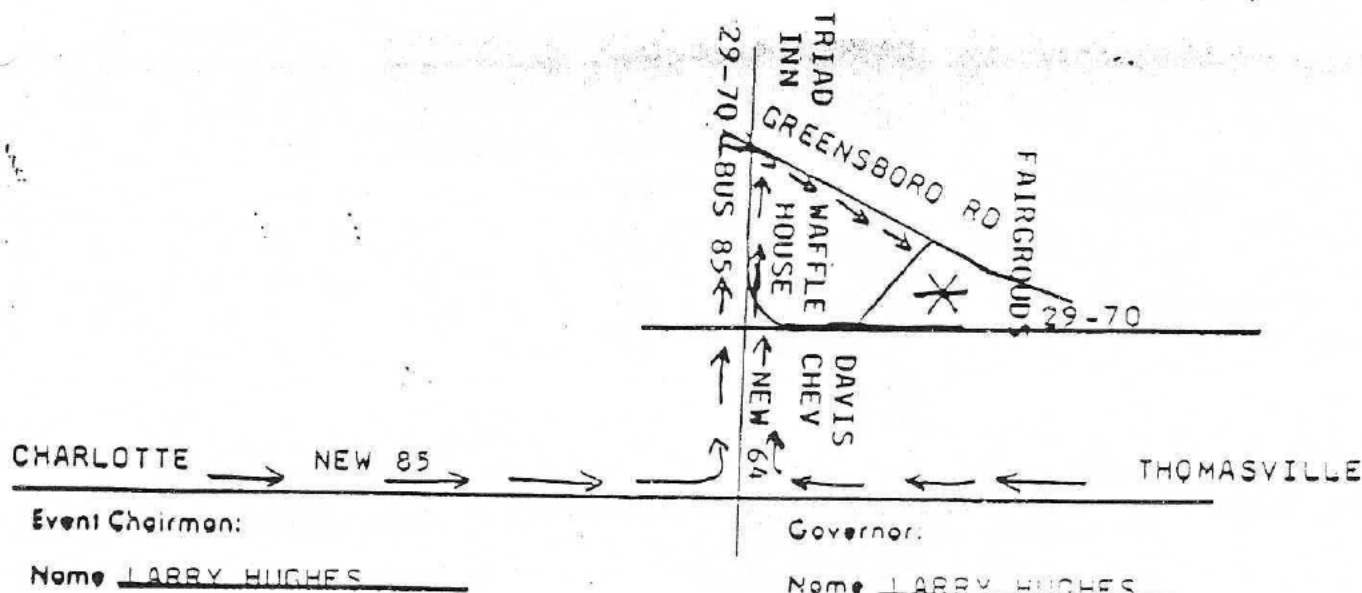 TRIAD
INN
29-70
BUS 85
GREENSBORO RD
FAIRGROUDS
WAFFLE
HOUSE
29-70
DAVIS
CHEV
NEW 64
CHARLOTTE NEW 85 THOMASVILLE
Event Chairman: Governor:
Name LARRY HUGHES Name LARRY HUGHES